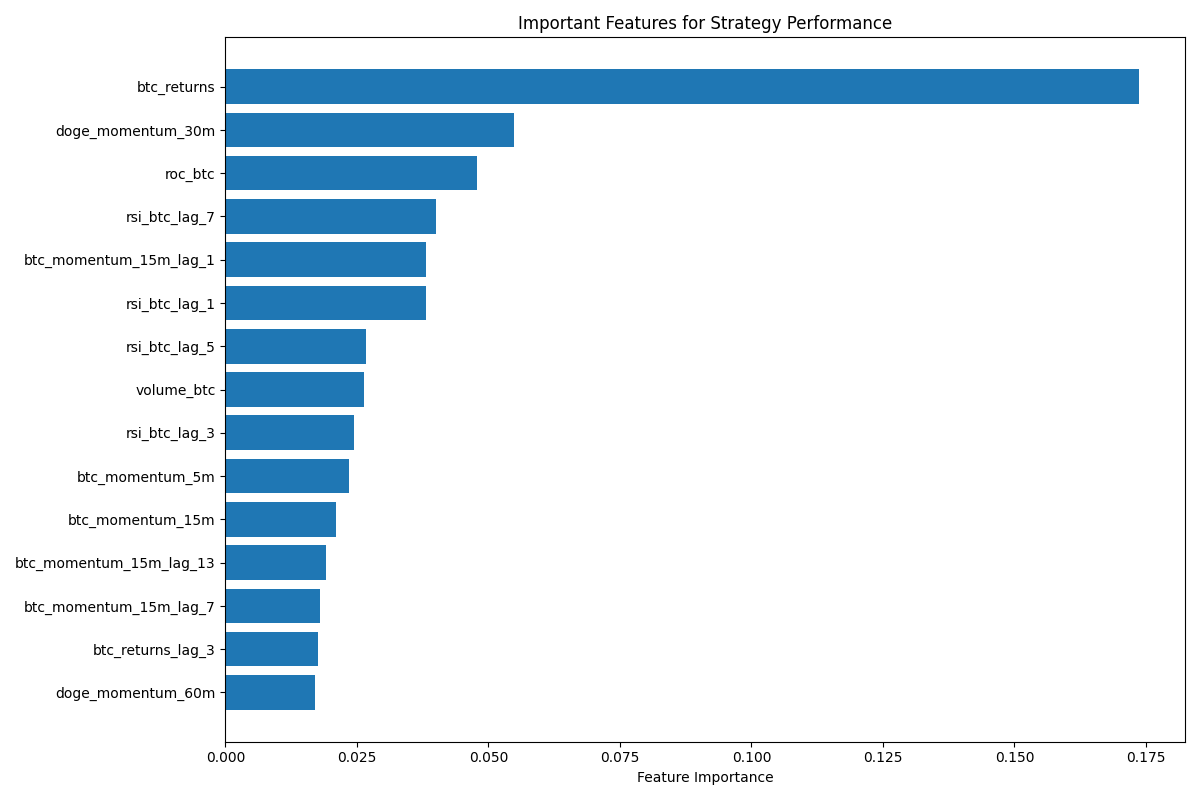 Important Features for Strategy Performance
btc_returns
doge_momentum_30m
roc_btc
rsi_btc_lag_7
btc_momentum_15m_lag_1
rsi_btc_lag_1
rsi_btc_lag_5
volume_btc
rsi_btc_lag_3
btc_momentum_5m
btc_momentum_15m
btc_momentum_15m_lag_13
btc_momentum_15m_lag_7
btc_returns_lag_3
doge_momentum_60m
0.000 0.025 0.050 0.075 0.100 0.125 0.150 0.175
Feature Importance